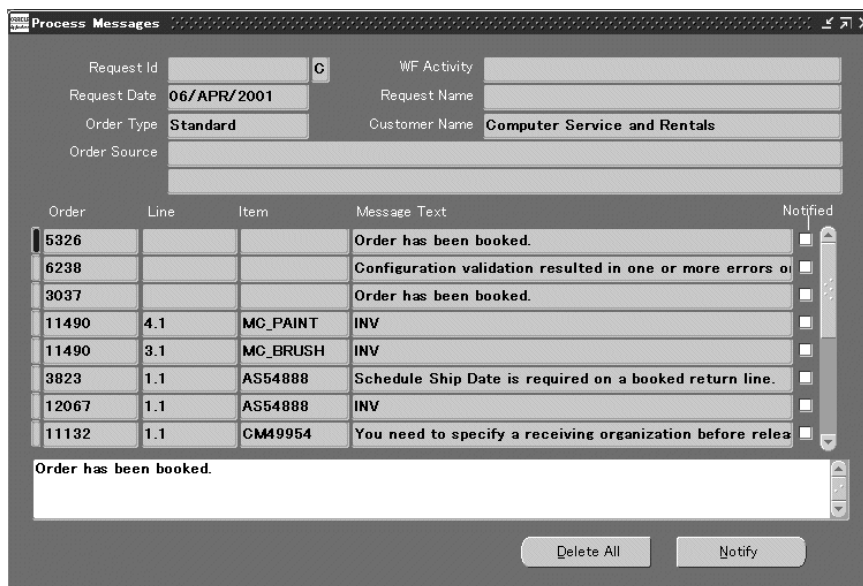 Process Messages
Request Id C WF Activity
Request Date 06/APR/2001 Request Name
Order Type Standard Customer Name Computer Service and Rentals
Order Source
Order Line Item Message Text Notified
5326 Order has been booked.
6238 Configuration validation resulted in one or more errors o
3037 Order has been booked.
11490 4.1 MC_PAINT INV
11490 3.1 MC_BRUSH INV
3823 1.1 AS54888 Schedule Ship Date is required on a booked return line.
12067 1.1 AS54888 INV
11132 1.1 CM49954 You need to specify a receiving organization before relea
Order has been booked.
Delete All Notify